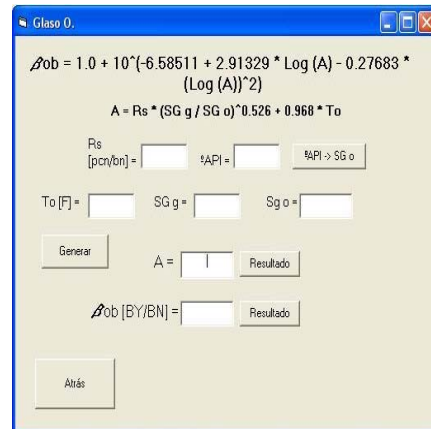 Glaso O.
βob = 1.0 + 10^(-6.58511 + 2.91329 * Log (A) - 0.27683 *
(Log (A))^2)
A = Rs * (SG g / SG o)^0.526 + 0.968 * To
Rs
[pcn/bn] = ºAPI = ºAPI -> SG o
To [F] = SG g = Sg o =
Generar
A = Resultado
βob [BY/BN] = Resultado
Atrás